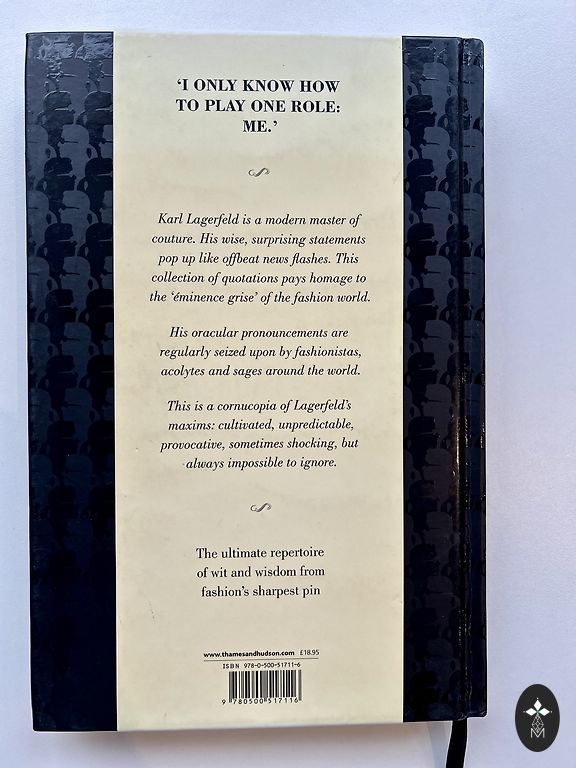 ‘I ONLY KNOW HOW
TO PLAY ONE ROLE:
ME.’
Karl Lagerfeld is a modern master of
couture. His wise, surprising statements
pop up like offbeat news flashes. This
collection of quotations pays homage to
the ‘éminence grise’ of the fashion world.
His oracular pronouncements are
regularly seized upon by fashionistas,
acolytes and sages around the world.
This is a cornucopia of Lagerfeld’s
maxims: cultivated, unpredictable,
provocative, sometimes shocking, but
always impossible to ignore.
The ultimate repertoire
of wit and wisdom from
fashion’s sharpest pin
www.thamesandhudson.com £18.95
ISBN 978-0-500-51711-6
9 780500 517116
M